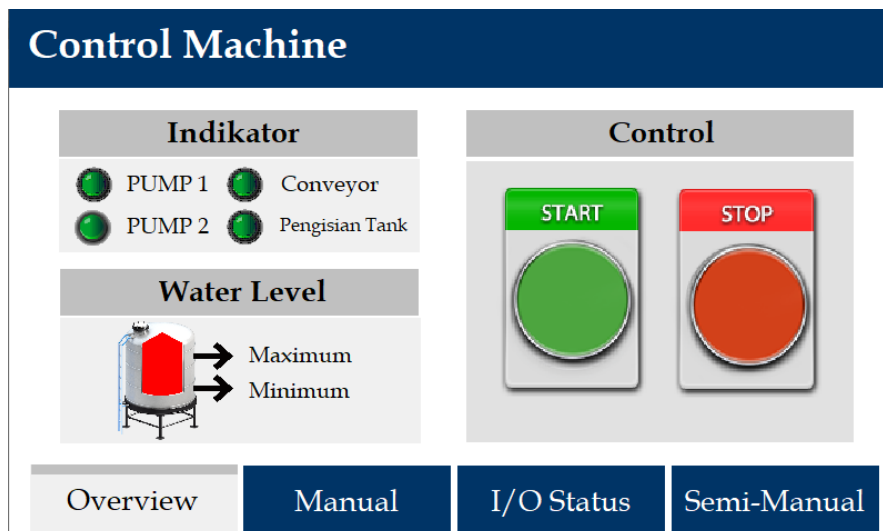 Control Machine
Indikator
PUMP 1
Conveyor
PUMP 2
Pengisian Tank
Water Level
Maximum
Minimum
Control
START
STOP
Overview
Manual
I/O Status
Semi-Manual